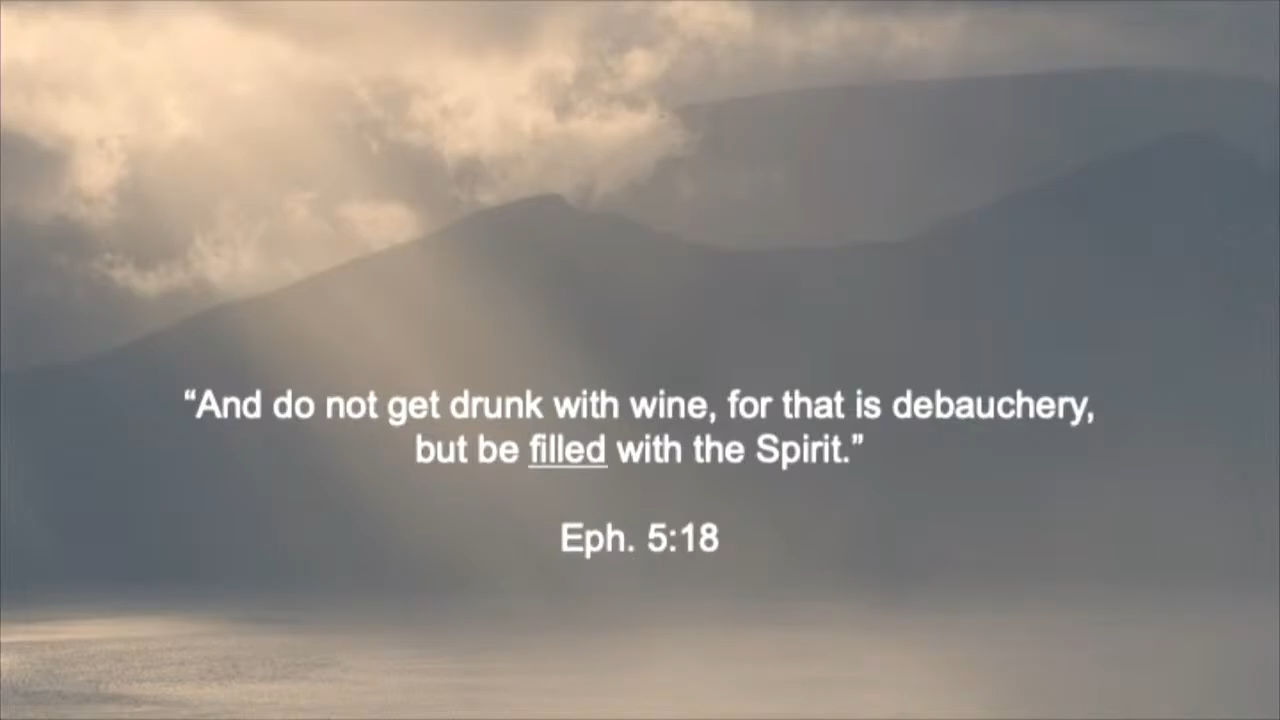 “And do not get drunk with wine, for that is debauchery,
but be filled with the Spirit.”
Eph. 5:18